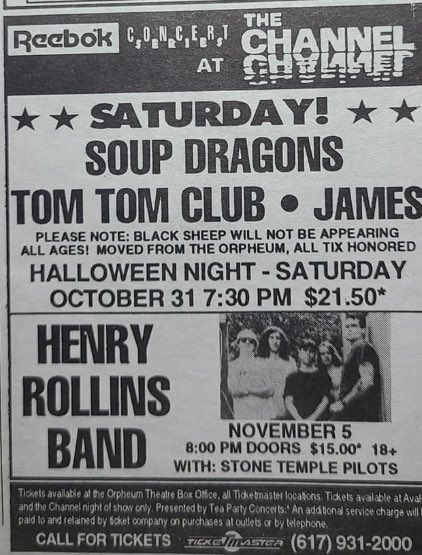 Reebok CONCERT SERIES AT THE CHANNEL
★ ★ SATURDAY! ★ ★
SOUP DRAGONS
TOM TOM CLUB • JAMES
PLEASE NOTE: BLACK SHEEP WILL NOT BE APPEARING
ALL AGES! MOVED FROM THE ORPHEUM, ALL TIX HONORED
HALLOWEEN NIGHT - SATURDAY
OCTOBER 31 7:30 PM $21.50*
HENRY
ROLLINS
BAND
NOVEMBER 5
8:00 PM DOORS $15.00* 18+
WITH: STONE TEMPLE PILOTS
Tickets available at the Orpheum Theatre Box Office, all Ticketmaster locations. Tickets available at Aval
and the Channel night of show only. Presented by Tea Party Concerts.* An additional service charge will
paid to and retained by ticket company on purchases at outlets or by telephone.
CALL FOR TICKETS TICKETMASTER (617) 931-2000